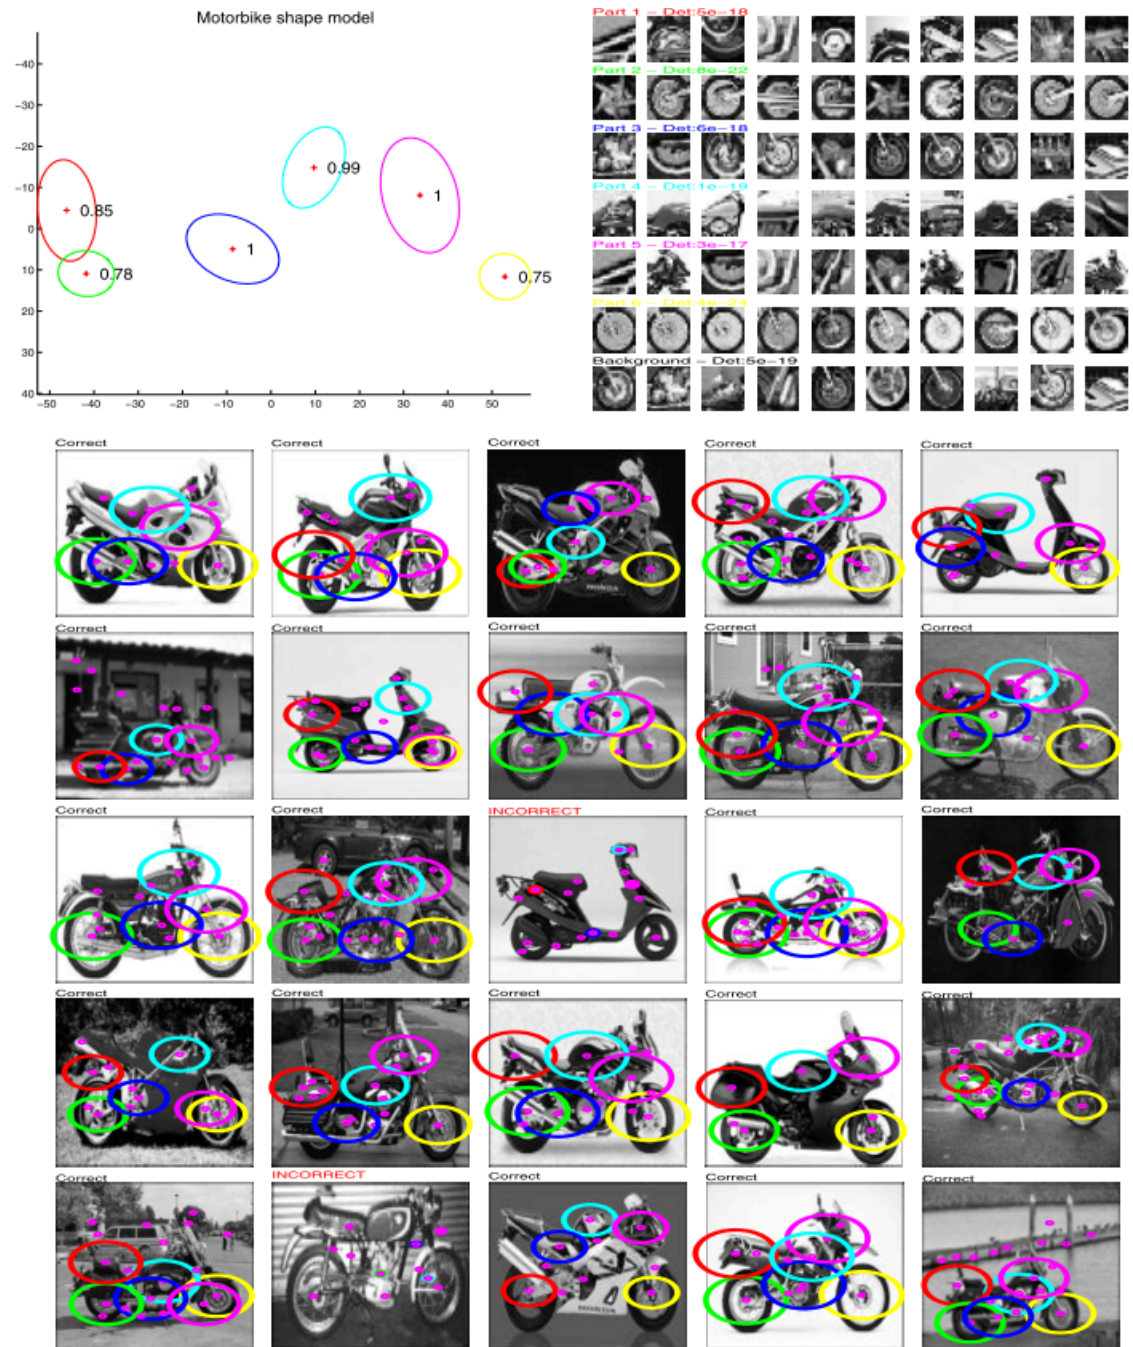 Motorbike shape model
-40
-30
-20
-10
0
10
20
30
40
-50
-40
-30
-20
-10
0
10
20
30
40
50
0.85
0.78
1
0.99
1
0.75
Part 1 - Det:5e-18
Part 2 - Det:8e-22
Part 3 - Det:6e-18
Part 4 - Det:1e-19
Part 5 - Det:3e-17
Part 6 - Det:4e-24
Background - Det:5e-19
Correct
Correct
Correct
Correct
Correct
HONDA
Correct
Correct
Correct
Correct
Correct
Correct
Correct
INCORRECT
Correct
Correct
Correct
Correct
Correct
Correct
Correct
Correct
INCORRECT
Correct
Correct
Correct
HONDA